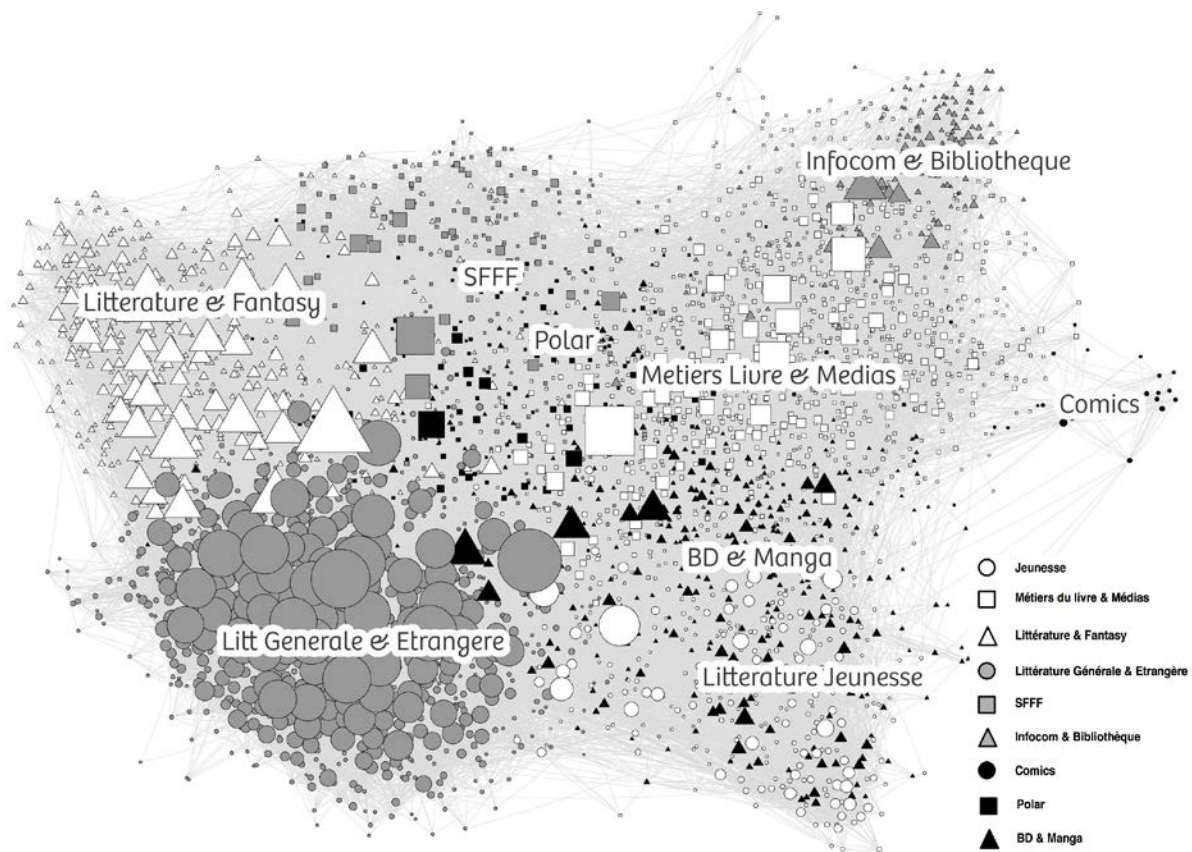 Infocom & Bibliotheque
SFFF
Litterature & Fantasy
Polar
Metiers Livre & Medias
Comics
BD & Manga
Litt Generale & Etrangere
Litterature Jeunesse
Jeunesse
Métiers du livre & Médias
Littérature & Fantasy
Littérature Générale & Etrangère
SFFF
Infocom & Bibliothèque
Comics
Polar
BD & Manga